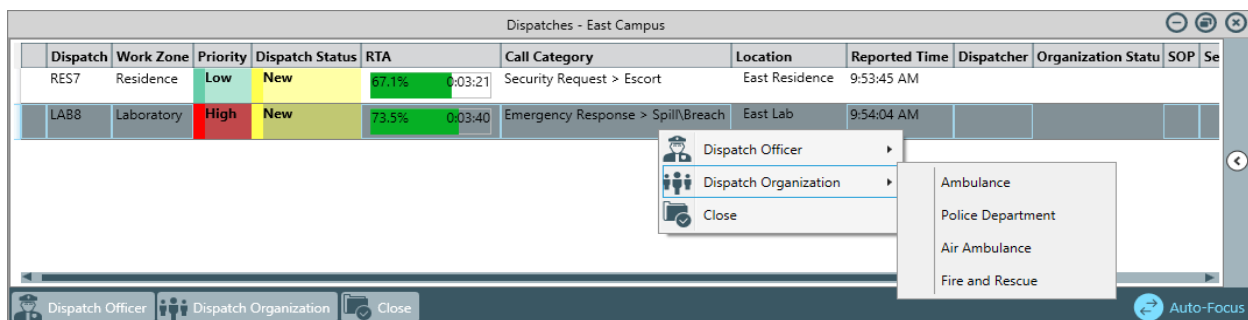 Dispatches - East Campus
Dispatch Work Zone Priority Dispatch Status RTA Call Category Location Reported Time Dispatcher Organization Statu SOP Se
RES7 Residence Low New 67.1% 0:03:21 Security Request > Escort East Residence 9:53:45 AM
LAB8 Laboratory High New 73.5% 0:03:40 Emergency Response > Spill\Breach East Lab 9:54:04 AM
Dispatch Officer
Dispatch Organization
Close
Ambulance
Police Department
Air Ambulance
Fire and Rescue
Dispatch Officer Dispatch Organization Close Auto-Focus